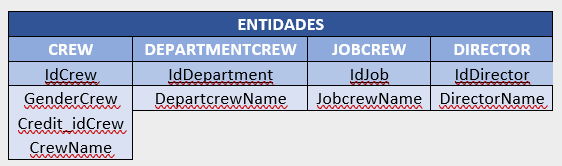 ENTIDADES
CREW DEPARTMENTCREW JOBCREW DIRECTOR
IdCrew IdDepartment IdJob IdDirector
GenderCrew DepartcrewName JobcrewName DirectorName
Credit_idCrew
CrewName